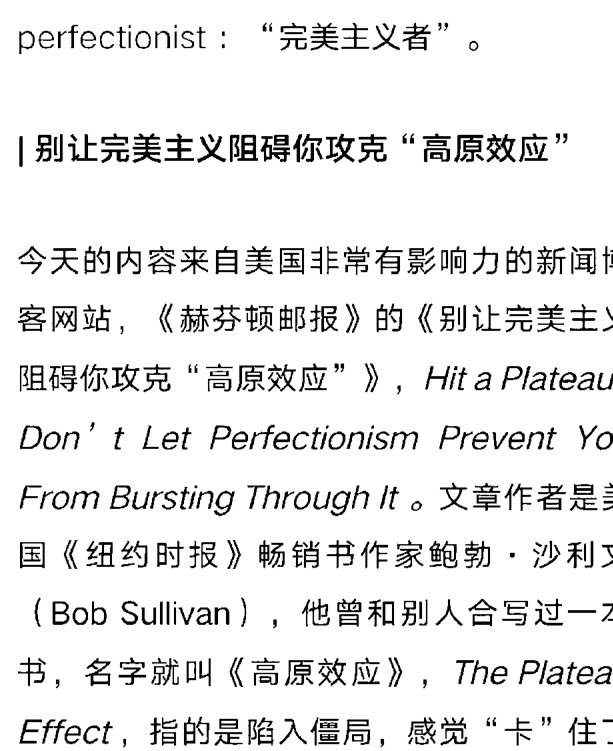 perfectionist：“完美主义者”。
| 别让完美主义阻碍你攻克“高原效应”
今天的内容来自美国非常有影响力的新闻博
客网站，《赫芬顿邮报》的《别让完美主义
阻碍你攻克“高原效应”》，Hit a Plateau
Don’t Let Perfectionism Prevent Yo
From Bursting Through It。文章作者是美
国《纽约时报》畅销书作家鲍勃·沙利文
（Bob Sullivan），他曾和别人合写过一本
书，名字就叫《高原效应》，The Platea
Effect，指的是陷入僵局，感觉“卡”住了